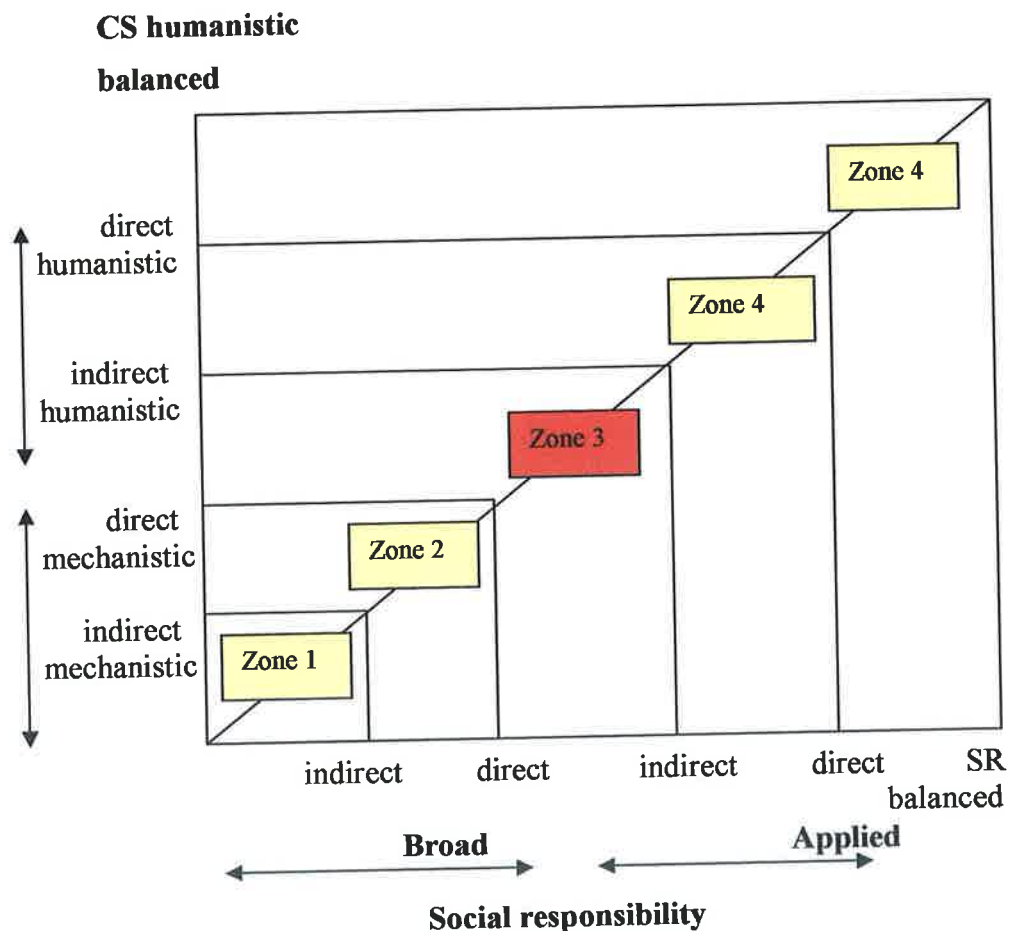 CS humanistic
balanced
Zone 4
direct
humanistic
Zone 4
indirect
humanistic
Zone 3
direct
mechanistic
Zone 2
indirect
mechanistic
Zone 1
indirect
direct
indirect
direct
SR
balanced
Broad
Applied
Social responsibility